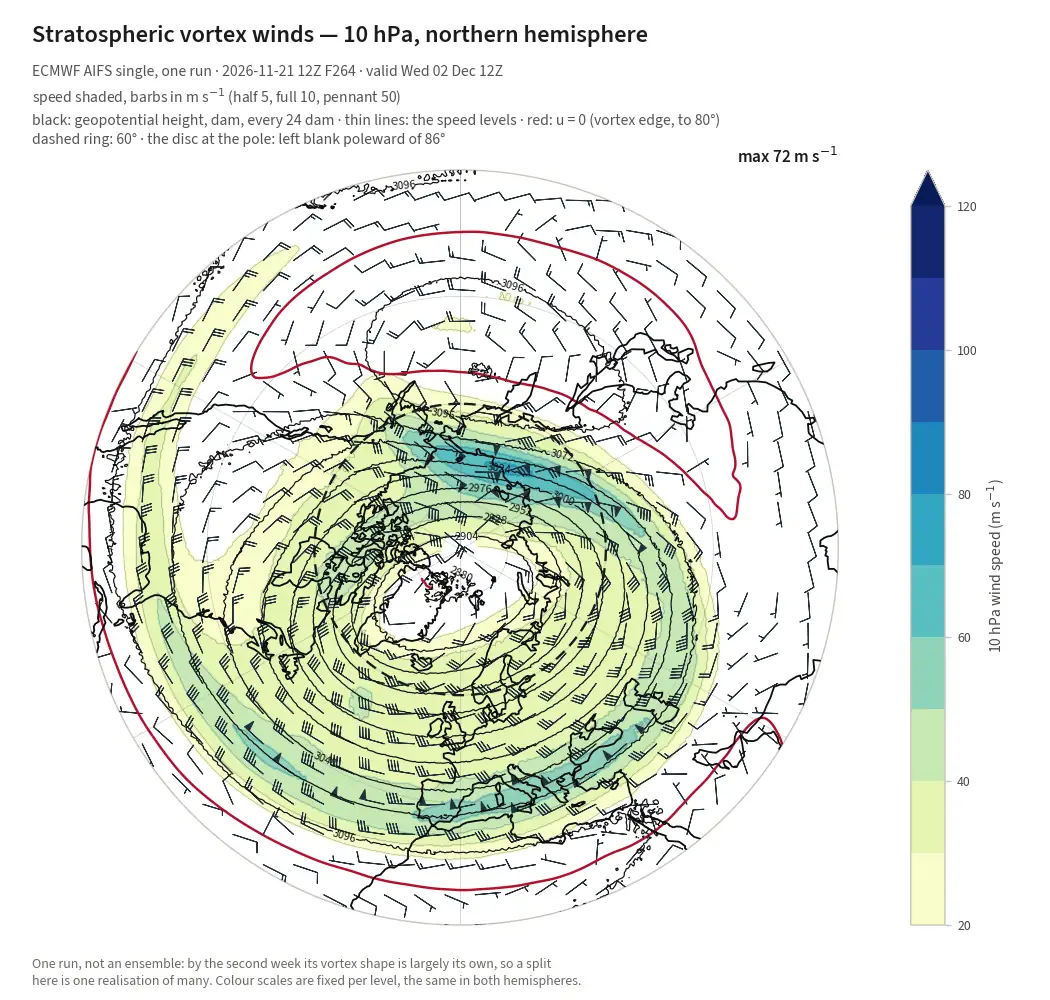 Stratospheric vortex winds — 10 hPa, northern hemisphere
ECMWF AIFS single, one run · 2026-11-21 12Z F264 · valid Wed 02 Dec 12Z
speed shaded, barbs in m s⁻¹ (half 5, full 10, pennant 50)
black: geopotential height, dam, every 24 dam · thin lines: the speed levels · red: u = 0 (vortex edge, to 80°)
dashed ring: 60° · the disc at the pole: left blank poleward of 86°
max 72 m s⁻¹
3096
3096
3096
2976
2904
2880
3096
120
100
80
60
40
20
10 hPa wind speed (m s⁻¹)
One run, not an ensemble: by the second week its vortex shape is largely its own, so a split
here is one realisation of many. Colour scales are fixed per level, the same in both hemispheres.